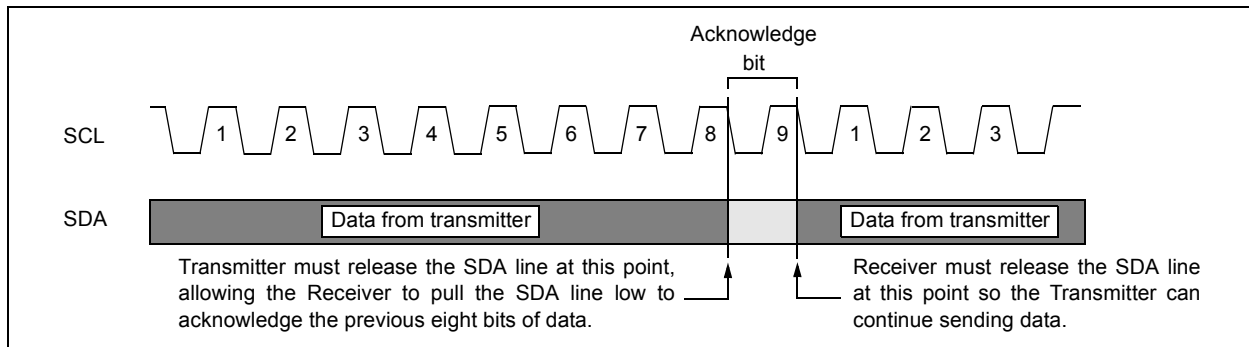 Acknowledge
bit
SCL
1 2 3 4 5 6 7 8 9 1 2 3
SDA
Data from transmitter
Data from transmitter
Transmitter must release the SDA line at this point,
allowing the Receiver to pull the SDA line low to
acknowledge the previous eight bits of data.
Receiver must release the SDA line
at this point so the Transmitter can
continue sending data.